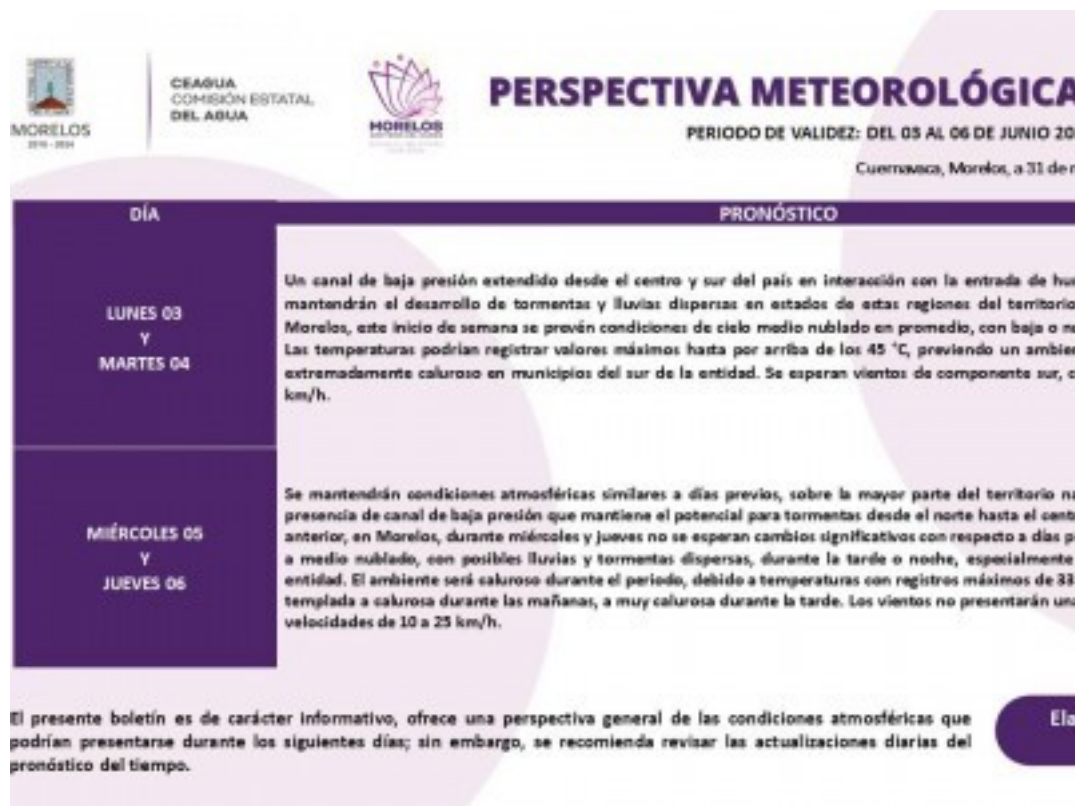 MORELOS
2018 - 2024
CEAGUA
COMISIÓN ESTATAL
DEL AGUA
MORELOS
PERSPECTIVA METEOROLÓGICA
PERIODO DE VALIDEZ: DEL 03 AL 06 DE JUNIO 20
Cuernavaca, Morelos, a 31 de
DÍA
PRONÓSTICO
LUNES 03
Y
MARTES 04
Un canal de baja presión extendido desde el centro y sur del país en interacción con la entrada de
mantendrán el desarrollo de tormentas y lluvias dispersas en estados de estas regiones del territorio
Morelos, este inicio de semana se prevén condiciones de cielo medio nublado en promedio, con baja o
Las temperaturas podrían registrar valores máximos hasta por arriba de los 45 °C, previendo un
extremadamente caluroso en municipios del sur de la entidad. Se esperan vientos de componente sur,
km/h.
MIÉRCOLES 05
Y
JUEVES 06
Se mantendrán condiciones atmosféricas similares a días previos, sobre la mayor parte del territorio
presencia de canal de baja presión que mantiene el potencial para tormentas desde el norte hasta el
anterior, en Morelos, durante miércoles y jueves no se esperan cambios significativos con respecto a días
a medio nublado, con posibles lluvias y tormentas dispersas, durante la tarde o noche, especialmente
entidad. El ambiente será caluroso durante el periodo, debido a temperaturas con registros máximos de 33
templada a calurosa durante las mañanas, a muy calurosa durante la tarde. Los vientos no presentarán
velocidades de 10 a 25 km/h.
El presente boletín es de carácter informativo, ofrece una perspectiva general de las condiciones atmosféricas que
podrían presentarse durante los siguientes días; sin embargo, se recomienda revisar las actualizaciones diarias del
pronóstico del tiempo.
Ela